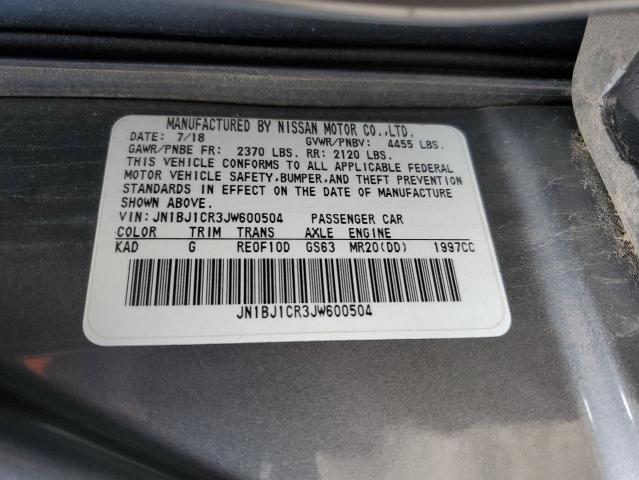 MANUFACTURED BY NISSAN MOTOR CO.,LTD.
DATE: 7/18 GVWR/PNBV: 4455 LBS.
GAWR/PNBE FR: 2370 LBS. RR: 2120 LBS.
THIS VEHICLE CONFORMS TO ALL APPLICABLE FEDERAL
MOTOR VEHICLE SAFETY,BUMPER,AND THEFT PREVENTION
STANDARDS IN EFFECT ON THE DATE OF MANUFACTURE
SHOWN ABOVE.
VIN: JN1BJ1CR3JW600504 PASSENGER CAR
COLOR TRIM TRANS AXLE ENGINE
KAD G RE0F10D GS63 MR20(DD) 1997CC
JN1BJ1CR3JW600504